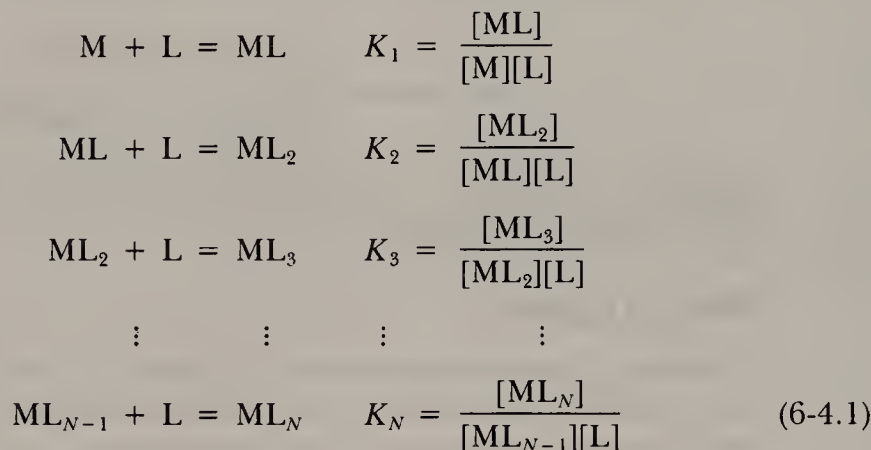 M + L = ML K₁ = [ML] / [M][L]
ML + L = ML₂ K₂ = [ML₂] / [ML][L]
ML₂ + L = ML₃ K₃ = [ML₃] / [ML₂][L]
⋮ ⋮ ⋮ ⋮
ML_{N−1} + L = ML_N K_N = [ML_N] / [ML_{N−1}][L] (6-4.1)